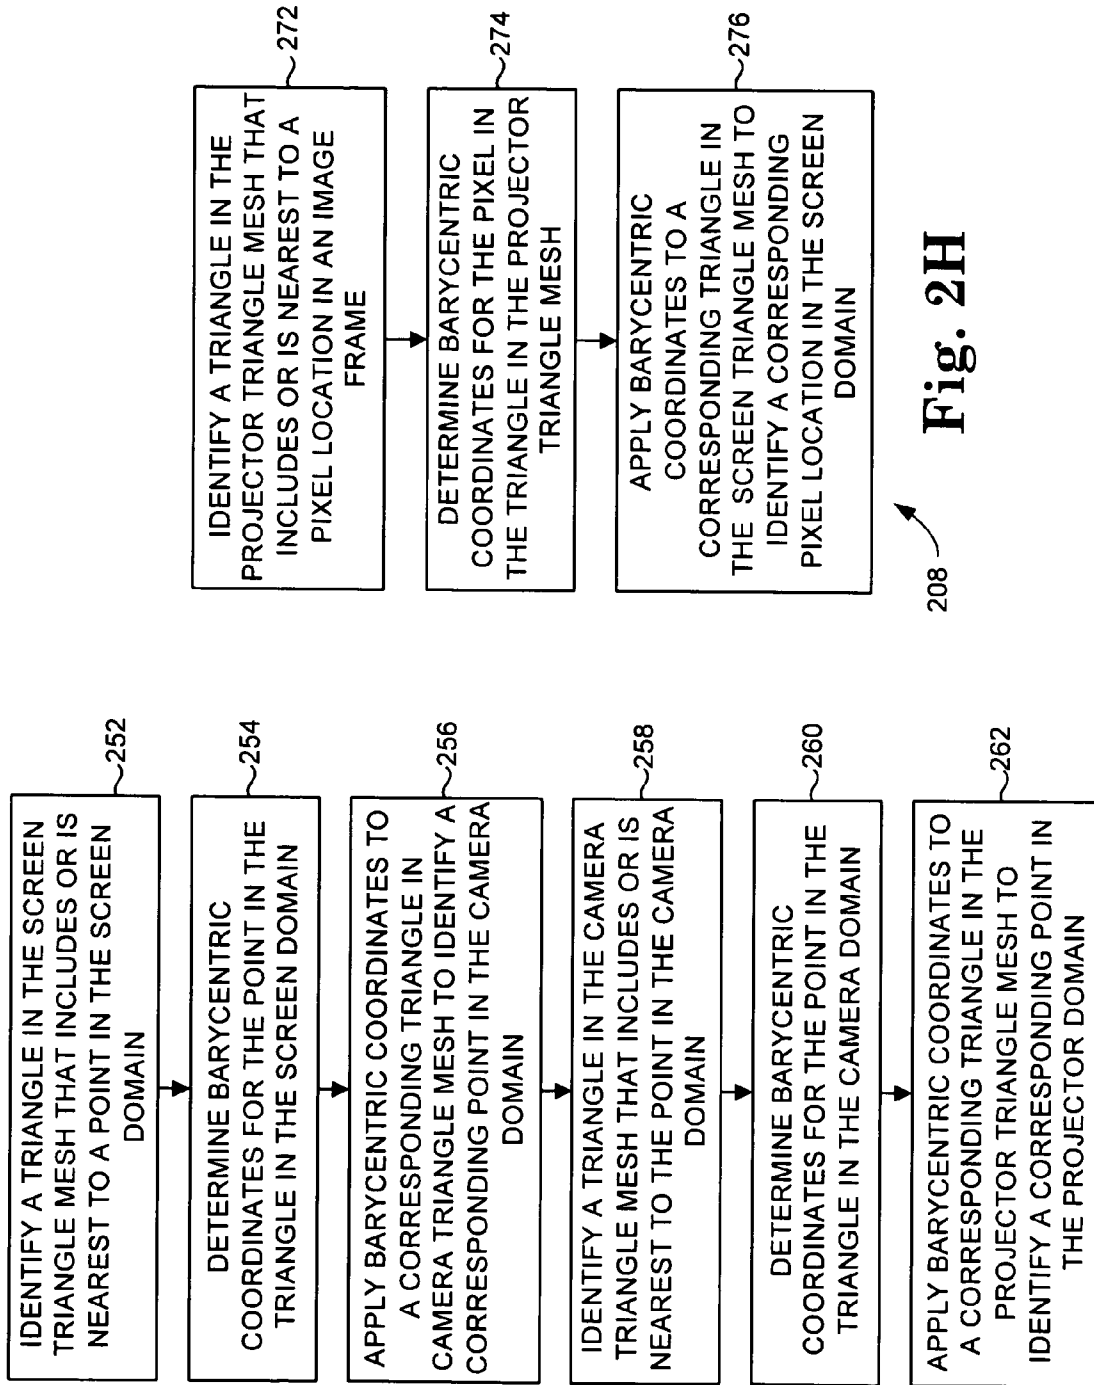 IDENTIFY A TRIANGLE IN THE SCREEN
TRIANGLE MESH THAT INCLUDES OR IS
NEAREST TO A POINT IN THE SCREEN
DOMAIN
252
DETERMINE BARYCENTRIC
COORDINATES FOR THE POINT IN THE
TRIANGLE IN THE SCREEN DOMAIN
254
APPLY BARYCENTRIC COORDINATES TO
A CORRESPONDING TRIANGLE IN
CAMERA TRIANGLE MESH TO IDENTIFY A
CORRESPONDING POINT IN THE CAMERA
DOMAIN
256
IDENTIFY A TRIANGLE IN THE CAMERA
TRIANGLE MESH THAT INCLUDES OR IS
NEAREST TO THE POINT IN THE CAMERA
DOMAIN
258
DETERMINE BARYCENTRIC
COORDINATES FOR THE POINT IN THE
TRIANGLE IN THE CAMERA DOMAIN
260
APPLY BARYCENTRIC COORDINATES TO
A CORRESPONDING TRIANGLE IN THE
PROJECTOR TRIANGLE MESH TO
IDENTIFY A CORRESPONDING POINT IN
THE PROJECTOR DOMAIN
262
IDENTIFY A TRIANGLE IN THE
PROJECTOR TRIANGLE MESH THAT
INCLUDES OR IS NEAREST TO A
PIXEL LOCATION IN AN IMAGE
FRAME
272
DETERMINE BARYCENTRIC
COORDINATES FOR THE PIXEL IN
THE TRIANGLE IN THE PROJECTOR
TRIANGLE MESH
274
APPLY BARYCENTRIC
COORDINATES TO A
CORRESPONDING TRIANGLE IN
THE SCREEN TRIANGLE MESH TO
IDENTIFY A CORRESPONDING
PIXEL LOCATION IN THE SCREEN
DOMAIN
276
208
Fig. 2H